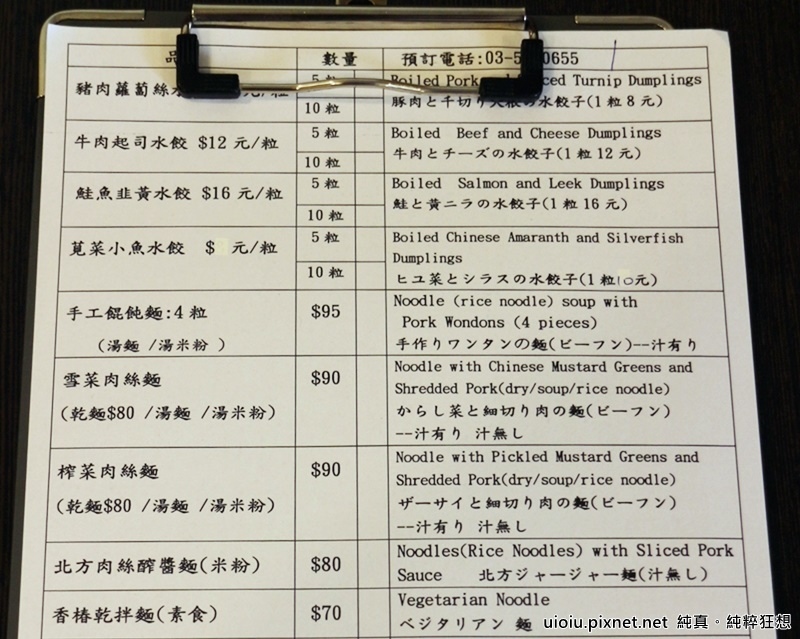 數量 預訂電話:03-5 0655
豬肉蘿蔔絲水 元/粒
5 粒
10 粒
Boiled Pork ced Turnip Dumplings
豚肉と千切り大根の水餃子(1 粒 8 元)
牛肉起司水餃 $12 元/粒
5 粒
10 粒
Boiled Beef and Cheese Dumplings
牛肉とチーズの水餃子(1 粒 12 元)
鮭魚韭黃水餃 $16 元/粒
5 粒
10 粒
Boiled Salmon and Leek Dumplings
鮭と黄ニラの水餃子(1 粒 16 元)
莧菜小魚水餃 $ 元/粒
5 粒
10 粒
Boiled Chinese Amaranth and Silverfish
Dumplings
ヒユ菜とシラスの水餃子(1 粒10元)
手工餛飩麵:4 粒
(湯麵 /湯米粉 )
$95
Noodle (rice noodle) soup with
Pork Wondons (4 pieces)
手作りワンタンの麺(ビーフン)--汁有り
雪菜肉絲麵
(乾麵$80 /湯麵 /湯米粉)
$90
Noodle with Chinese Mustard Greens and
Shredded Pork(dry/soup/rice noodle)
からし菜と細切り肉の麺(ビーフン)
--汁有り 汁無し
榨菜肉絲麵
(乾麵$80 /湯麵 /湯米粉)
$90
Noodle with Pickled Mustard Greens and
Shredded Pork(dry/soup/rice noodle)
ザーサイと細切り肉の麺(ビーフン)
--汁有り 汁無し
北方肉絲醡醬麵(米粉)
$80
Noodles(Rice Noodles) with Sliced Pork
Sauce 北方ジャージャー麺(汁無し)
香椿乾拌麵(素食)
$70
Vegetarian Noodle
ベジタリアン 麺
uioiu.pixnet.net 純真。純粹狂想